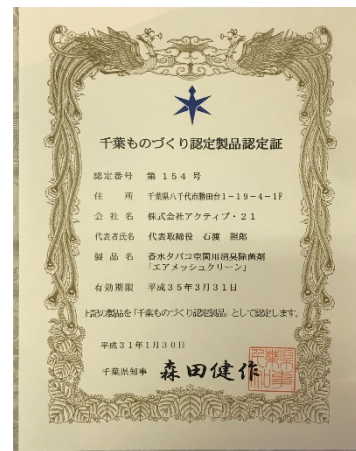 千葉ものづくり認定製品認定証
認定番号 第 154 号
住所 千葉県八千代市勝田台1-19-4-1F
会社名 株式会社アクティブ・21
代表者氏名 代表取締役 石渡 照郎
製品名 香水タバコ空間用消臭除菌剤
「エアメッシュクリーン」
有効期限 平成35年3月31日
上記の製品を「千葉ものづくり認定製品」として認定します。
平成31年1月30日
千葉県知事 森田健作